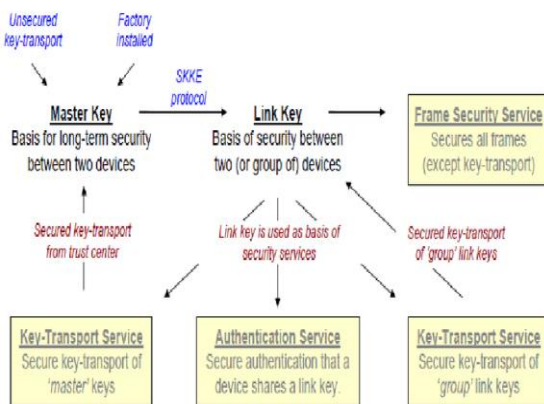 Unsecured
key-transport
Factory
installed
SKKE
protocol
Master Key
Basis for long-term security
between two devices
Link Key
Basis of security between
two (or group of) devices
Frame Security Service
Secures all frames
(except key-transport)
Secured key-transport
from trust center
Link key is used as basis of
security services
Secured key-transport
of 'group' link keys
Key-Transport Service
Secure key-transport of
'master' keys
Authentication Service
Secure authentication that a
device shares a link key.
Key-Transport Service
Secure key-transport of
'group' link keys